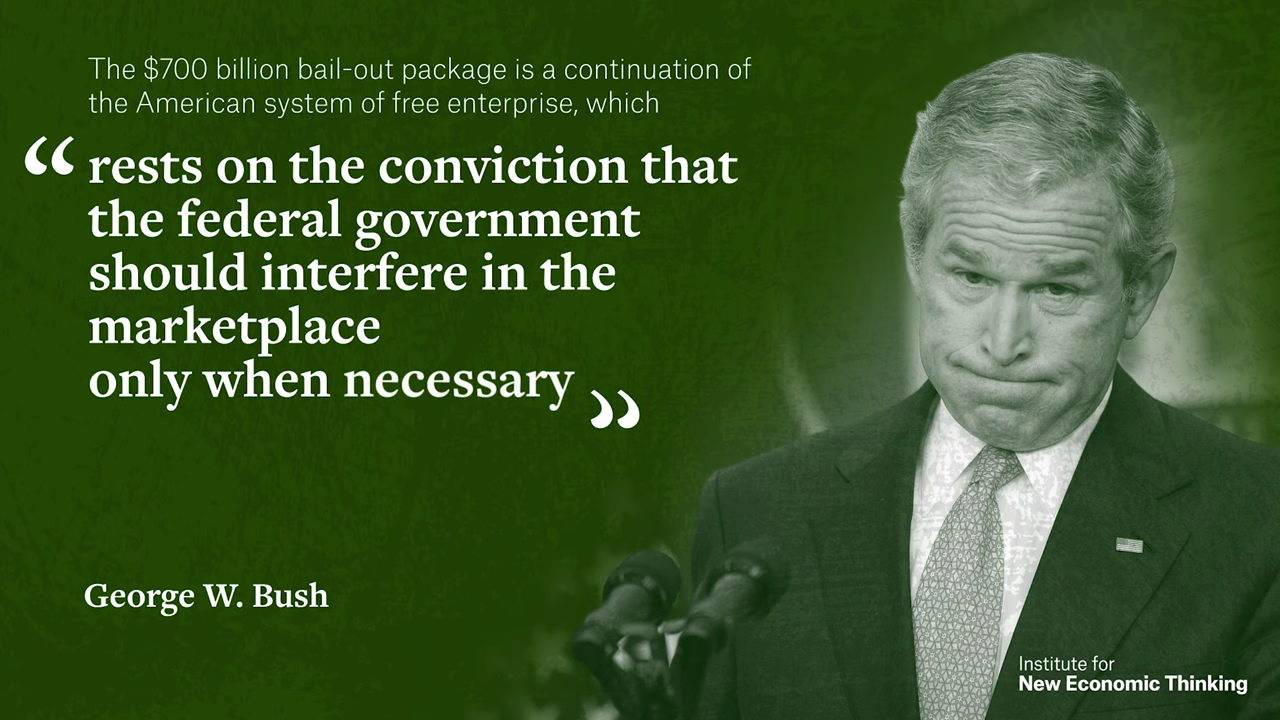 The $700 billion bail-out package is a continuation of
the American system of free enterprise, which
“ rests on the conviction that
the federal government
should interfere in the
marketplace
only when necessary ”
George W. Bush
Institute for
New Economic Thinking